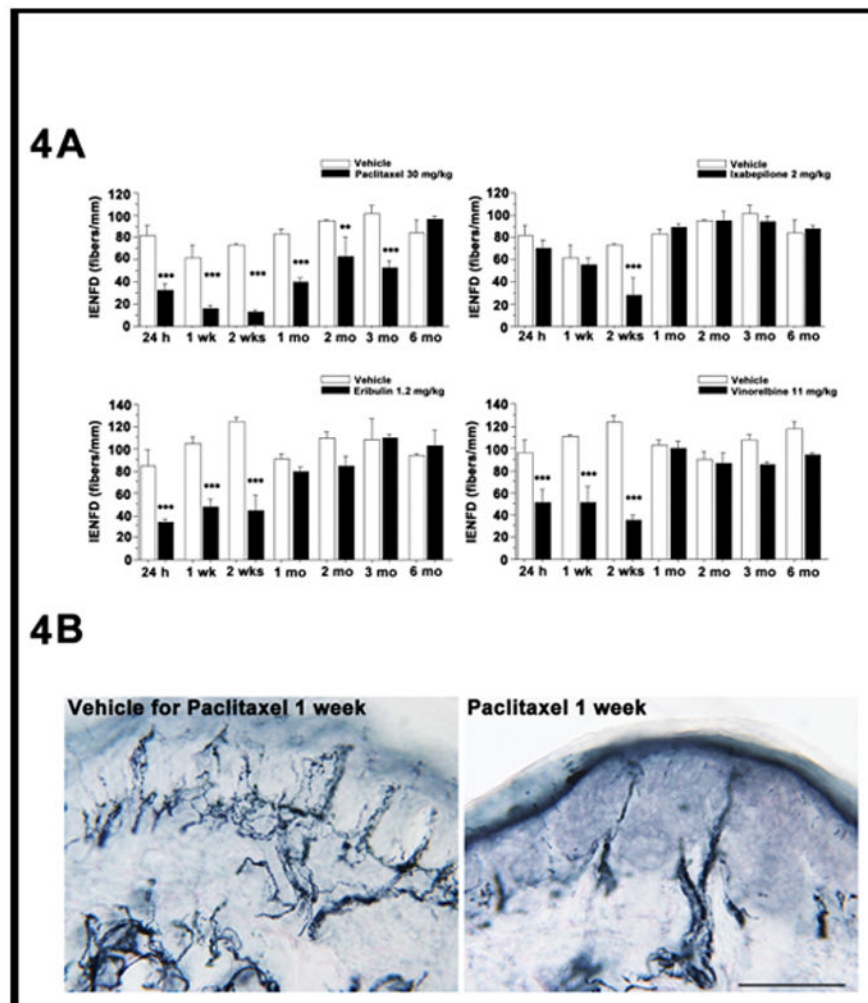 4A
Vehicle
Paclitaxel 30 mg/kg
IENFD (fibers/mm)
120
100
80
60
40
20
0
***
***
***
***
**
***
24 h 1 wk 2 wks 1 mo 2 mo 3 mo 6 mo
Vehicle
Ixabepilone 2 mg/kg
IENFD (fibers/mm)
120
100
80
60
40
20
0
***
24 h 1 wk 2 wks 1 mo 2 mo 3 mo 6 mo
Vehicle
Eribulin 1.2 mg/kg
IENFD (fibers/mm)
140
120
100
80
60
40
20
0
***
***
***
24 h 1 wk 2 wks 1 mo 2 mo 3 mo 6 mo
Vehicle
Vinorelbine 11 mg/kg
IENFD (fibers/mm)
140
120
100
80
60
40
20
0
***
***
***
24 h 1 wk 2 wks 1 mo 2 mo 3 mo 6 mo
4B
Vehicle for Paclitaxel 1 week
Paclitaxel 1 week